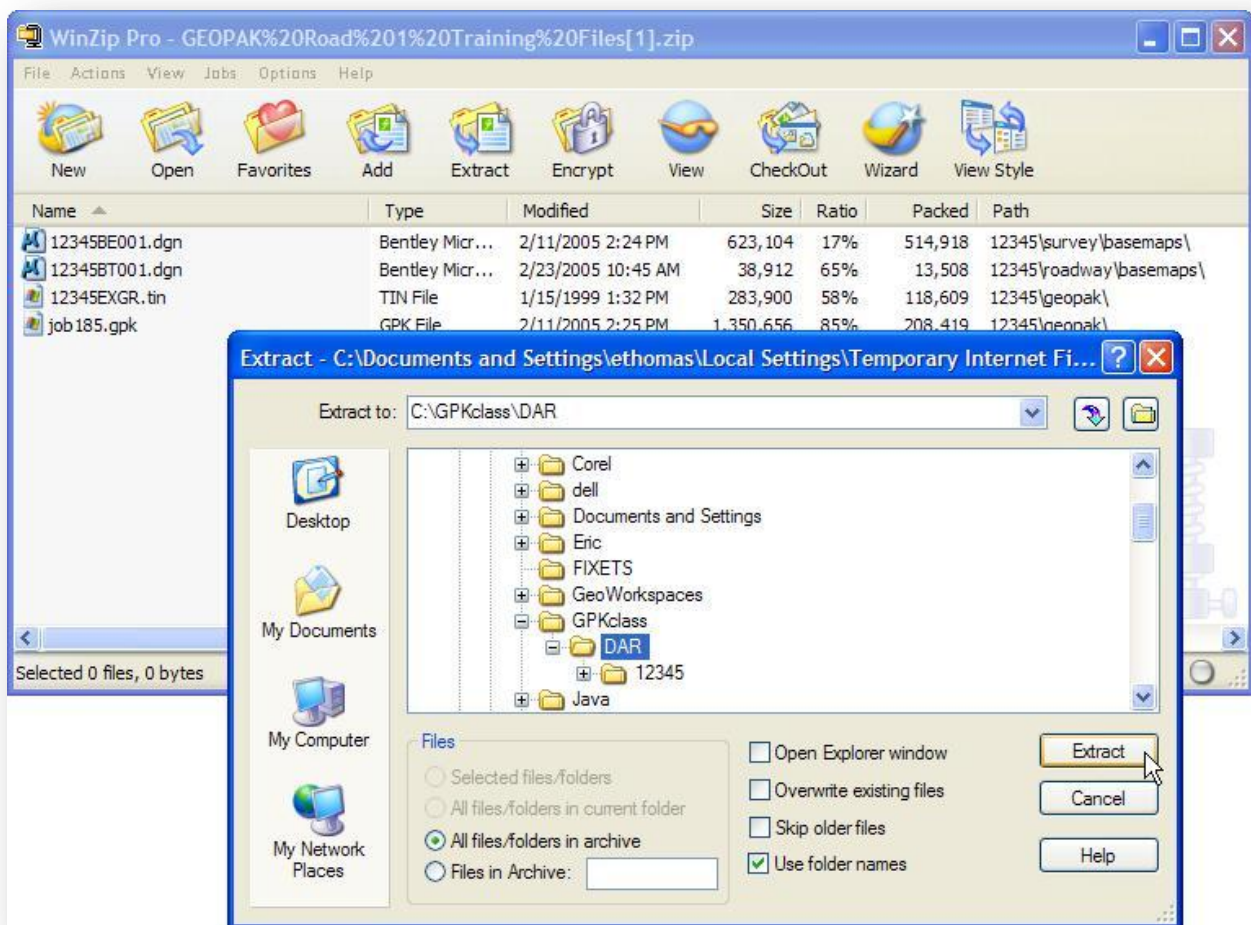 WinZip Pro - GEOPAK%20Road%201%20Training%20Files[1].zip
File Actions View Jobs Options Help
New Open Favorites Add Extract Encrypt View CheckOut Wizard View Style
Name Type Modified Size Ratio Packed Path
12345BE001.dgn Bentley Micr... 2/11/2005 2:24 PM 623,104 17% 514,918 12345\survey\basemaps\
12345BT001.dgn Bentley Micr... 2/23/2005 10:45 AM 38,912 65% 13,508 12345\roadway\basemaps\
12345EXGR.tin TIN File 1/15/1999 1:32 PM 283,900 58% 118,609 12345\geopak\
job185.gpk GPK File 2/11/2005 2:25 PM 1,350,656 85% 208,419 12345\geopak\
Extract - C:\Documents and Settings\ethomas\Local Settings\Temporary Internet Fi...
Extract to: C:\GPKclass\DAR
Desktop
My Documents
My Computer
My Network
Places
Corel
dell
Documents and Settings
Eric
FIXETS
GeoWorkspaces
GPKclass
DAR
12345
Java
Files
Selected files/folders
All files/folders in current folder
All files/folders in archive
Files in Archive:
Open Explorer window
Overwrite existing files
Skip older files
Use folder names
Extract
Cancel
Help
Selected 0 files, 0 bytes